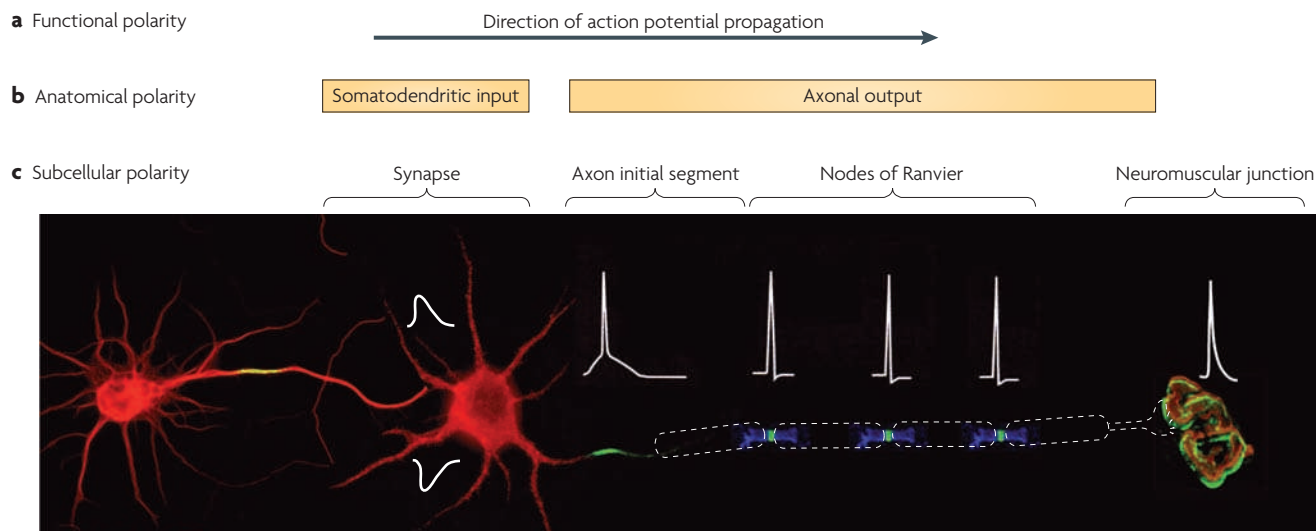 a Functional polarity
Direction of action potential propagation
b Anatomical polarity
Somatodendritic input
Axonal output
c Subcellular polarity
Synapse
Axon initial segment
Nodes of Ranvier
Neuromuscular junction